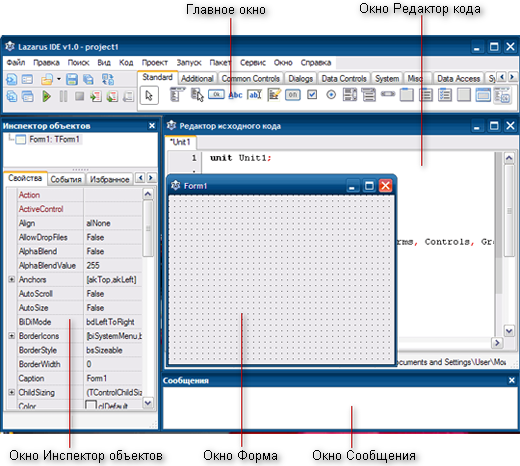 Главное окно
Окно Редактор кода
Lazarus IDE v1.0 - project1
Файл Правка Поиск Вид Код Проект Запуск Пакет Сервис Окно Справка
Standard Additional Common Controls Dialogs Data Controls System Misc Data Access
Abc abI
Инспектор объектов
Form1: TForm1
Свойства События Избранное
Action
ActiveControl
Align alNone
AllowDropFiles False
AlphaBlend False
AlphaBlendValue 255
Anchors [akTop,akLeft]
AutoScroll False
AutoSize False
BiDiMode bdLeftToRight
BorderIcons [biSystemMenu,b
BorderStyle bsSizeable
BorderWidth 0
Caption Form1
ChildSizing (TControlChildSiz
Color clDefault
Редактор исходного кода
*Unit1
1 unit Unit1;
Form1
rms, Controls, Gr
ocuments and Settings\User\Мои
Сообщения
Окно Инспектор объектов
Окно Форма
Окно Сообщения